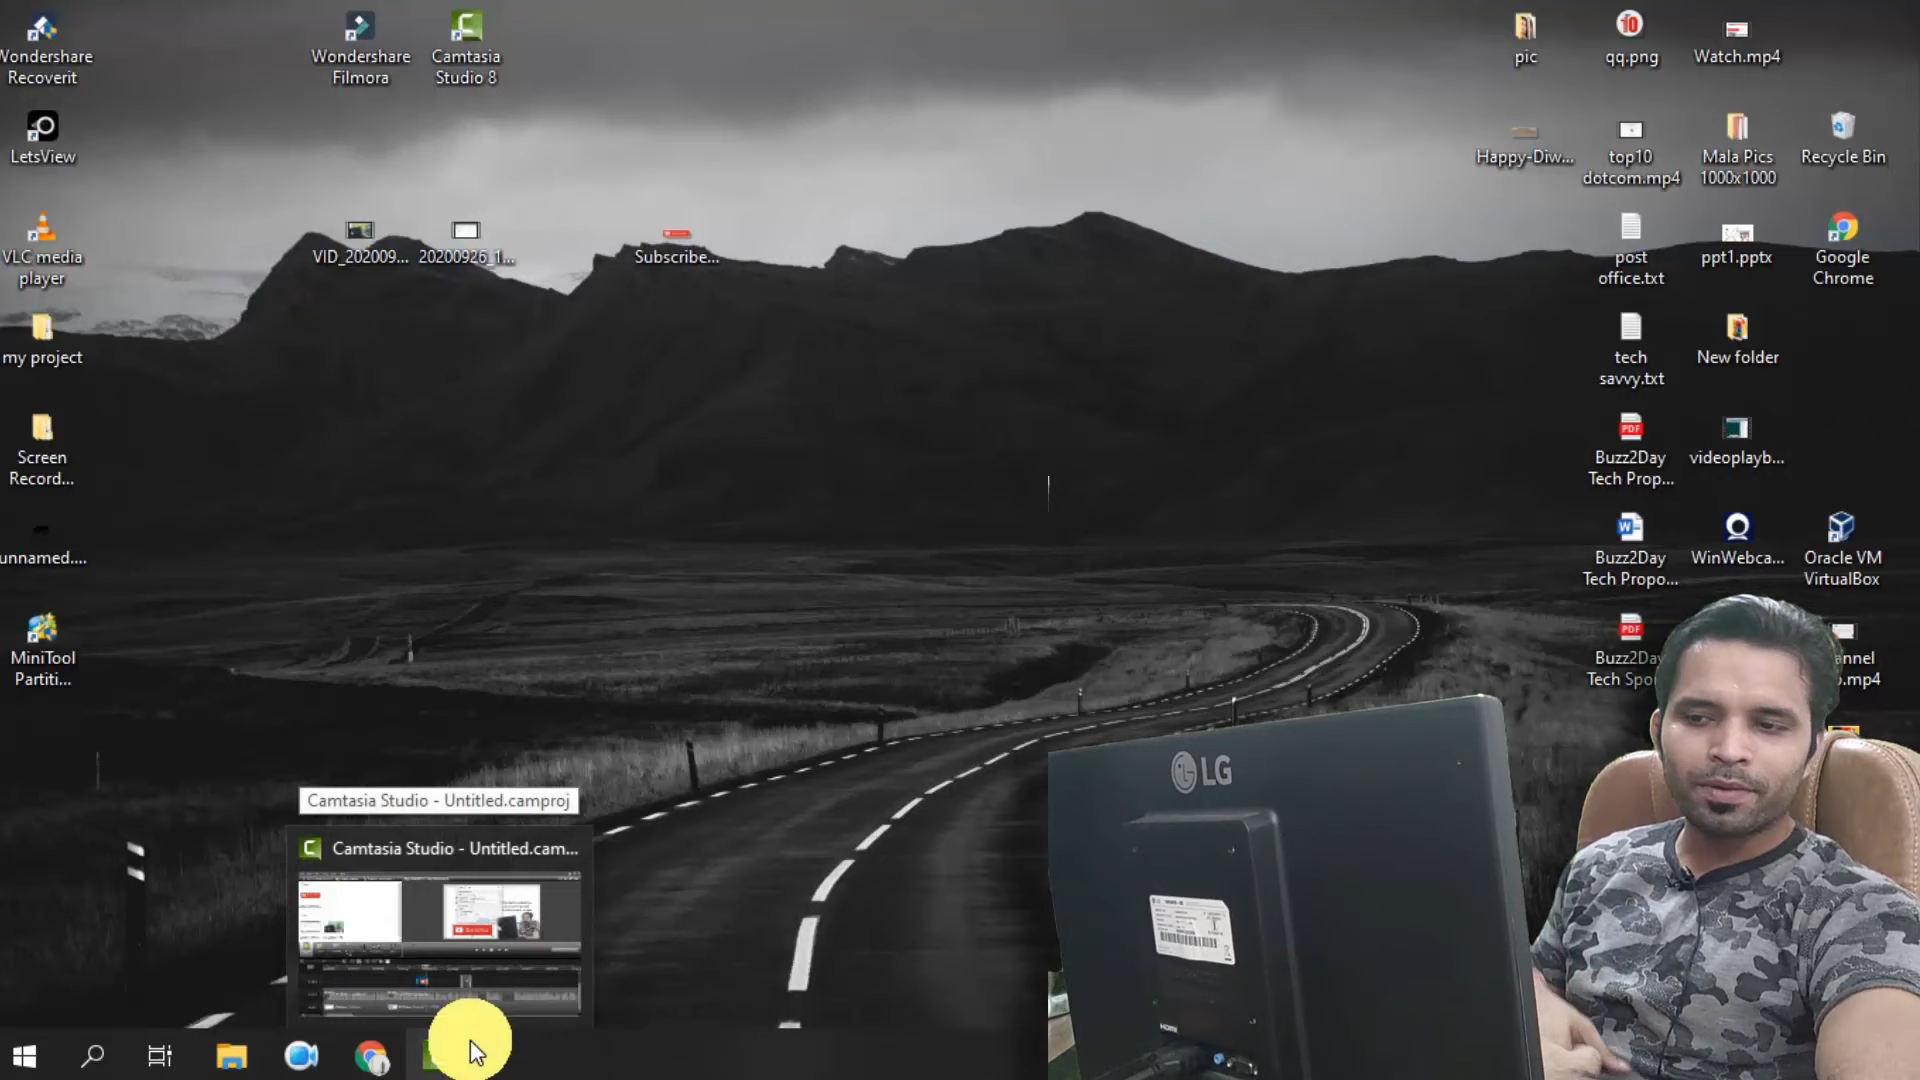 Wondershare
Recoverit
Wondershare
Filmora
Camtasia
Studio 8
pic
qq.png
Watch.mp4
LetsView
Happy-Diw...
top10
dotcom.mp4
Mala Pics
1000x1000
Recycle Bin
VLC media
player
VID_202009...
20200926_1...
Subscribe...
post
office.txt
ppt1.pptx
Google
Chrome
my project
tech
savvy.txt
New folder
Screen
Record...
Buzz2Day
Tech Prop...
videoplayb...
unnamed....
Buzz2Day
Tech Propo...
WinWebca...
Oracle VM
VirtualBox
MiniTool
Partiti...
Buzz2Day
Tech Spo
annel
.mp4
LG
Camtasia Studio - Untitled.camproj
Camtasia Studio - Untitled.cam...
HDMI